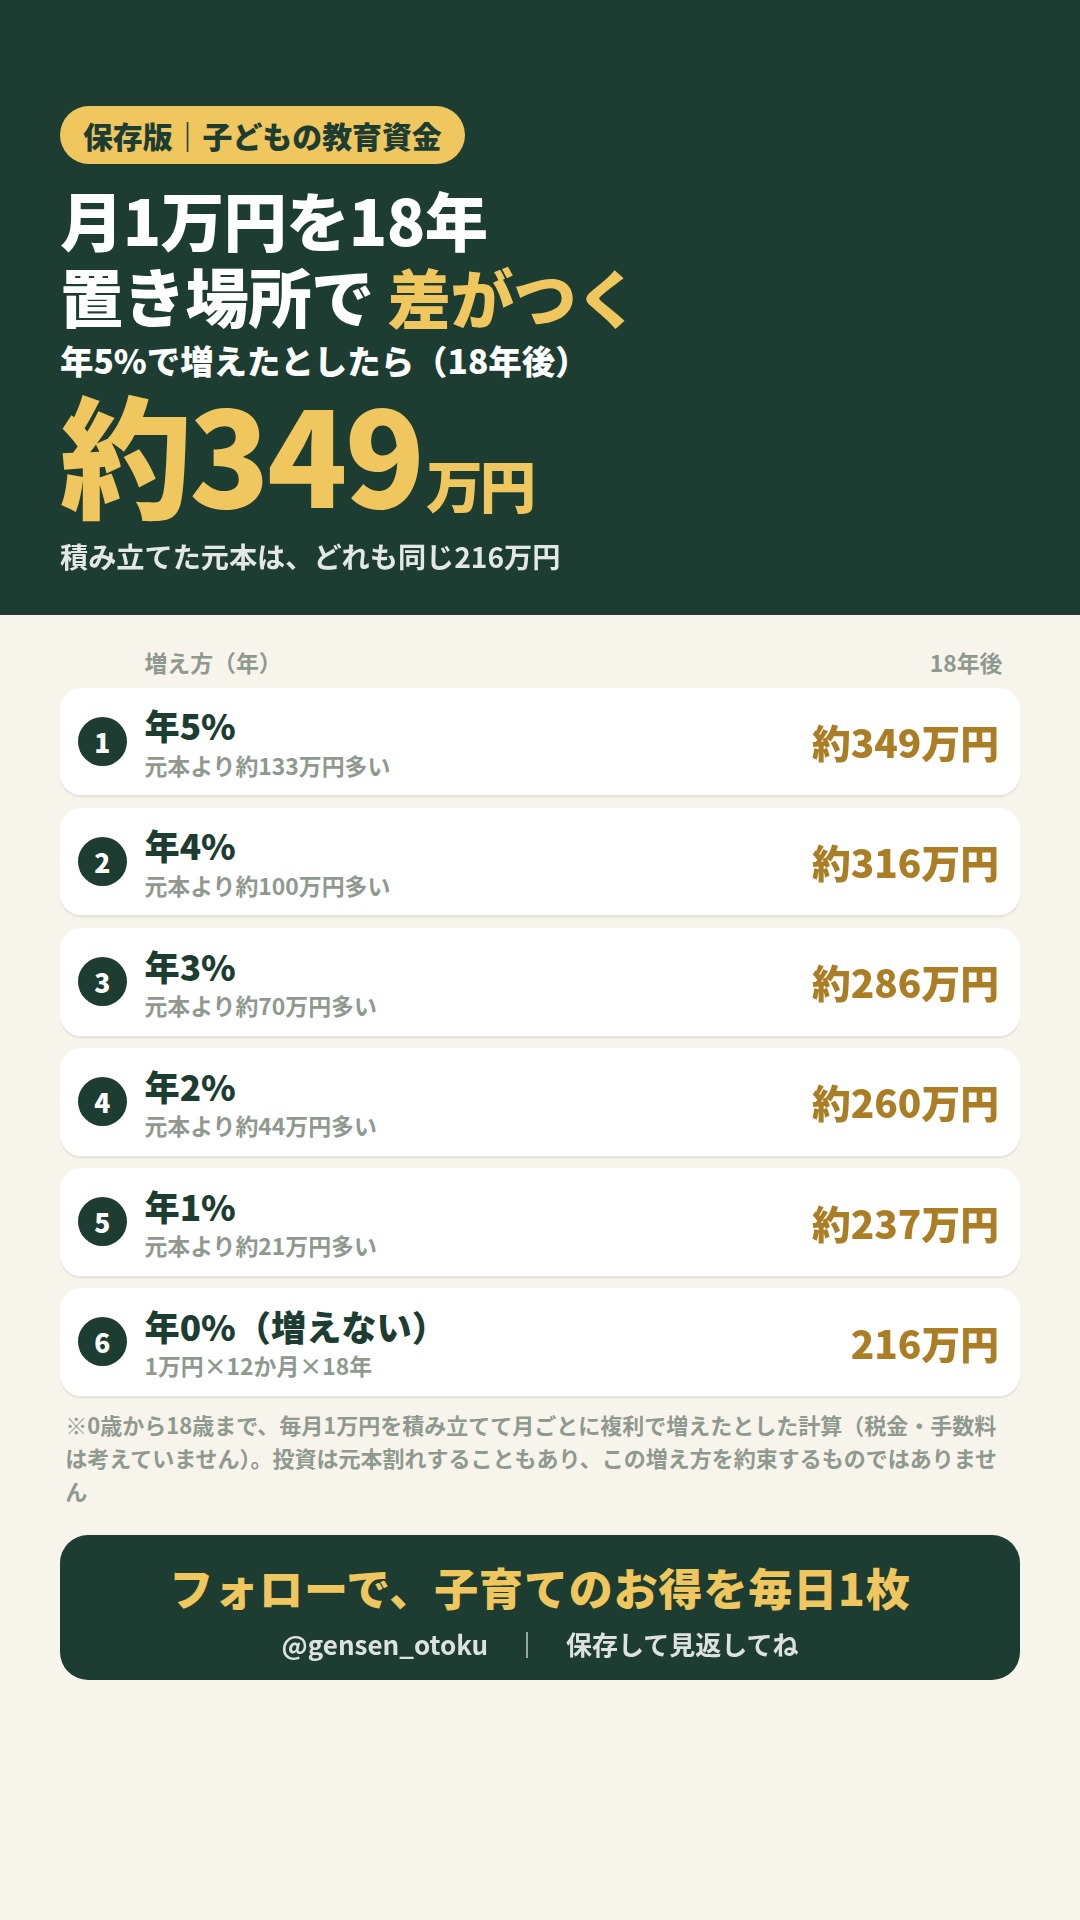 保存版｜子どもの教育資金
月1万円を18年
置き場所で 差がつく
年5%で増えたとしたら（18年後）
約349万円
積み立てた元本は、どれも同じ216万円
増え方（年） 18年後
1 年5% 約349万円
元本より約133万円多い
2 年4% 約316万円
元本より約100万円多い
3 年3% 約286万円
元本より約70万円多い
4 年2% 約260万円
元本より約44万円多い
5 年1% 約237万円
元本より約21万円多い
6 年0%（増えない） 216万円
1万円×12か月×18年
※0歳から18歳まで、毎月1万円を積み立てて月ごとに複利で増えたとした計算（税金・手数料
は考えていません）。投資は元本割れすることもあり、この増え方を約束するものではありませ
ん
フォローで、子育てのお得を毎日1枚
@gensen_otoku ｜ 保存して見返してね